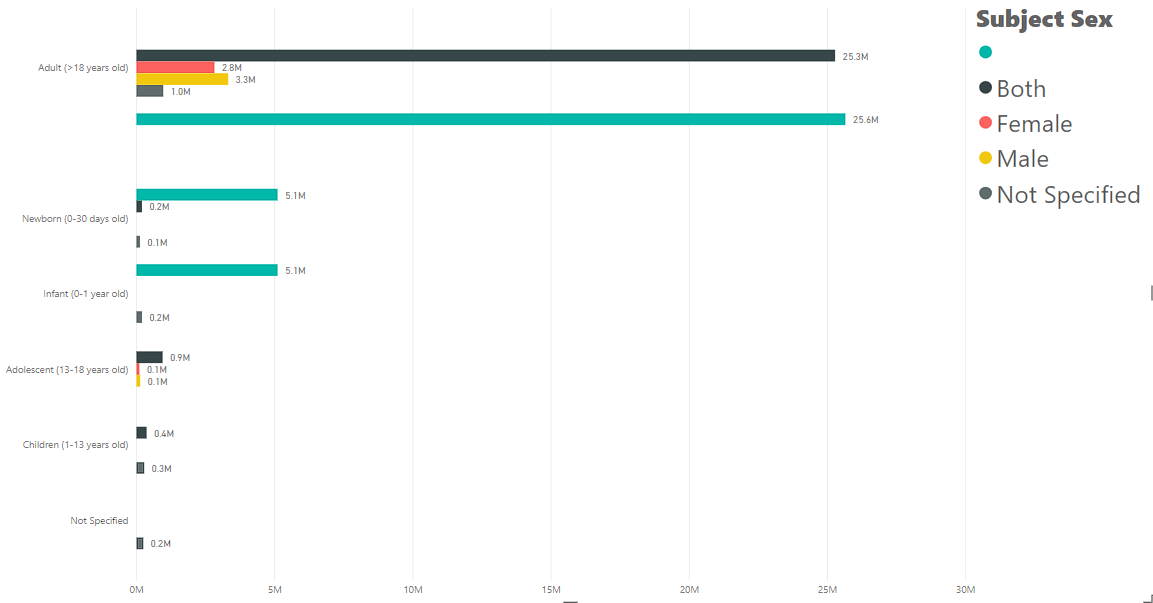 Subject Sex
Both
Female
Male
Not Specified
Adult (>18 years old)
25.3M
2.8M
3.3M
1.0M
25.6M
Newborn (0-30 days old)
5.1M
0.2M
0.1M
Infant (0-1 year old)
5.1M
0.2M
Adolescent (13-18 years old)
0.9M
0.1M
0.1M
Children (1-13 years old)
0.4M
0.3M
Not Specified
0.2M
0M 5M 10M 15M 20M 25M 30M